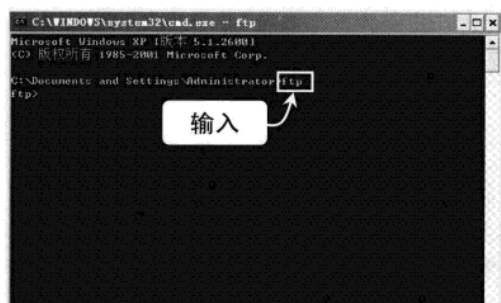 C:\WINDOWS\system32\cmd.exe - ftp
Microsoft Windows XP [版本 5.1.2600]
(C) 版权所有 1985-2001 Microsoft Corp.
C:\Documents and Settings\Administrator>ftp
ftp>
输入